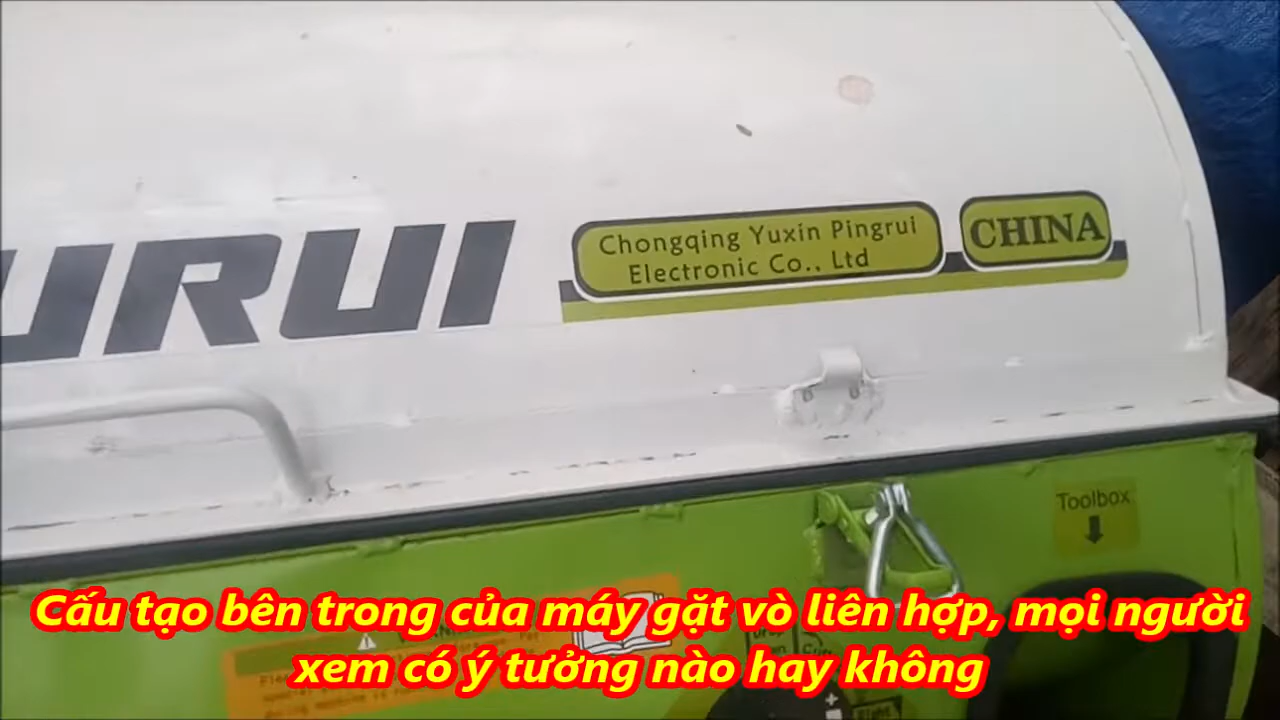 URUI
Chongqing Yuxin Pingrui
Electronic Co., Ltd
CHINA
Toolbox
Cấu tạo bên trong của máy gặt vò liên hợp, mọi người
xem có ý tưởng nào hay không